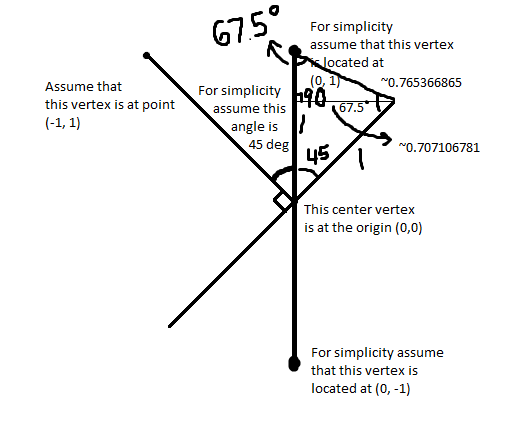 67.5°
For simplicity
assume that this vertex
is located at
(0, 1)
~0.765366865
Assume that
this vertex is at point
(-1, 1)
For simplicity
assume this
angle is
45 deg
90
67.5°
1
~0.707106781
45
1
This center vertex
is at the origin (0,0)
For simplicity assume
that this vertex is
located at (0, -1)